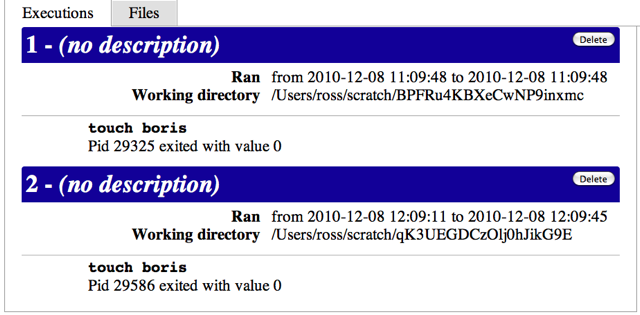 Executions Files
1 - (no description) Delete
Ran from 2010-12-08 11:09:48 to 2010-12-08 11:09:48
Working directory /Users/ross/scratch/BPFRu4KBXeCwNP9inxmc
touch boris
Pid 29325 exited with value 0
2 - (no description) Delete
Ran from 2010-12-08 12:09:11 to 2010-12-08 12:09:45
Working directory /Users/ross/scratch/qK3UEGDCzOlj0hJikG9E
touch boris
Pid 29586 exited with value 0